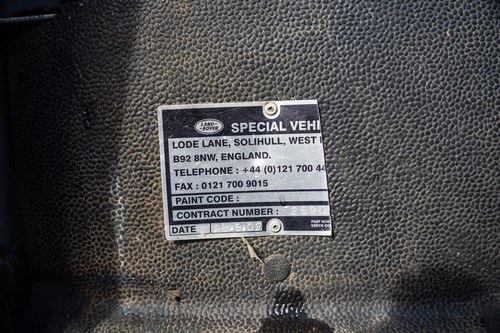 LAND-
ROVER
SPECIAL VEHI
LODE LANE, SOLIHULL, WEST
B92 8NW, ENGLAND.
TELEPHONE : +44 (0)121 700 44
FAX : 0121 700 9015
PAINT CODE :
CONTRACT NUMBER :
DATE